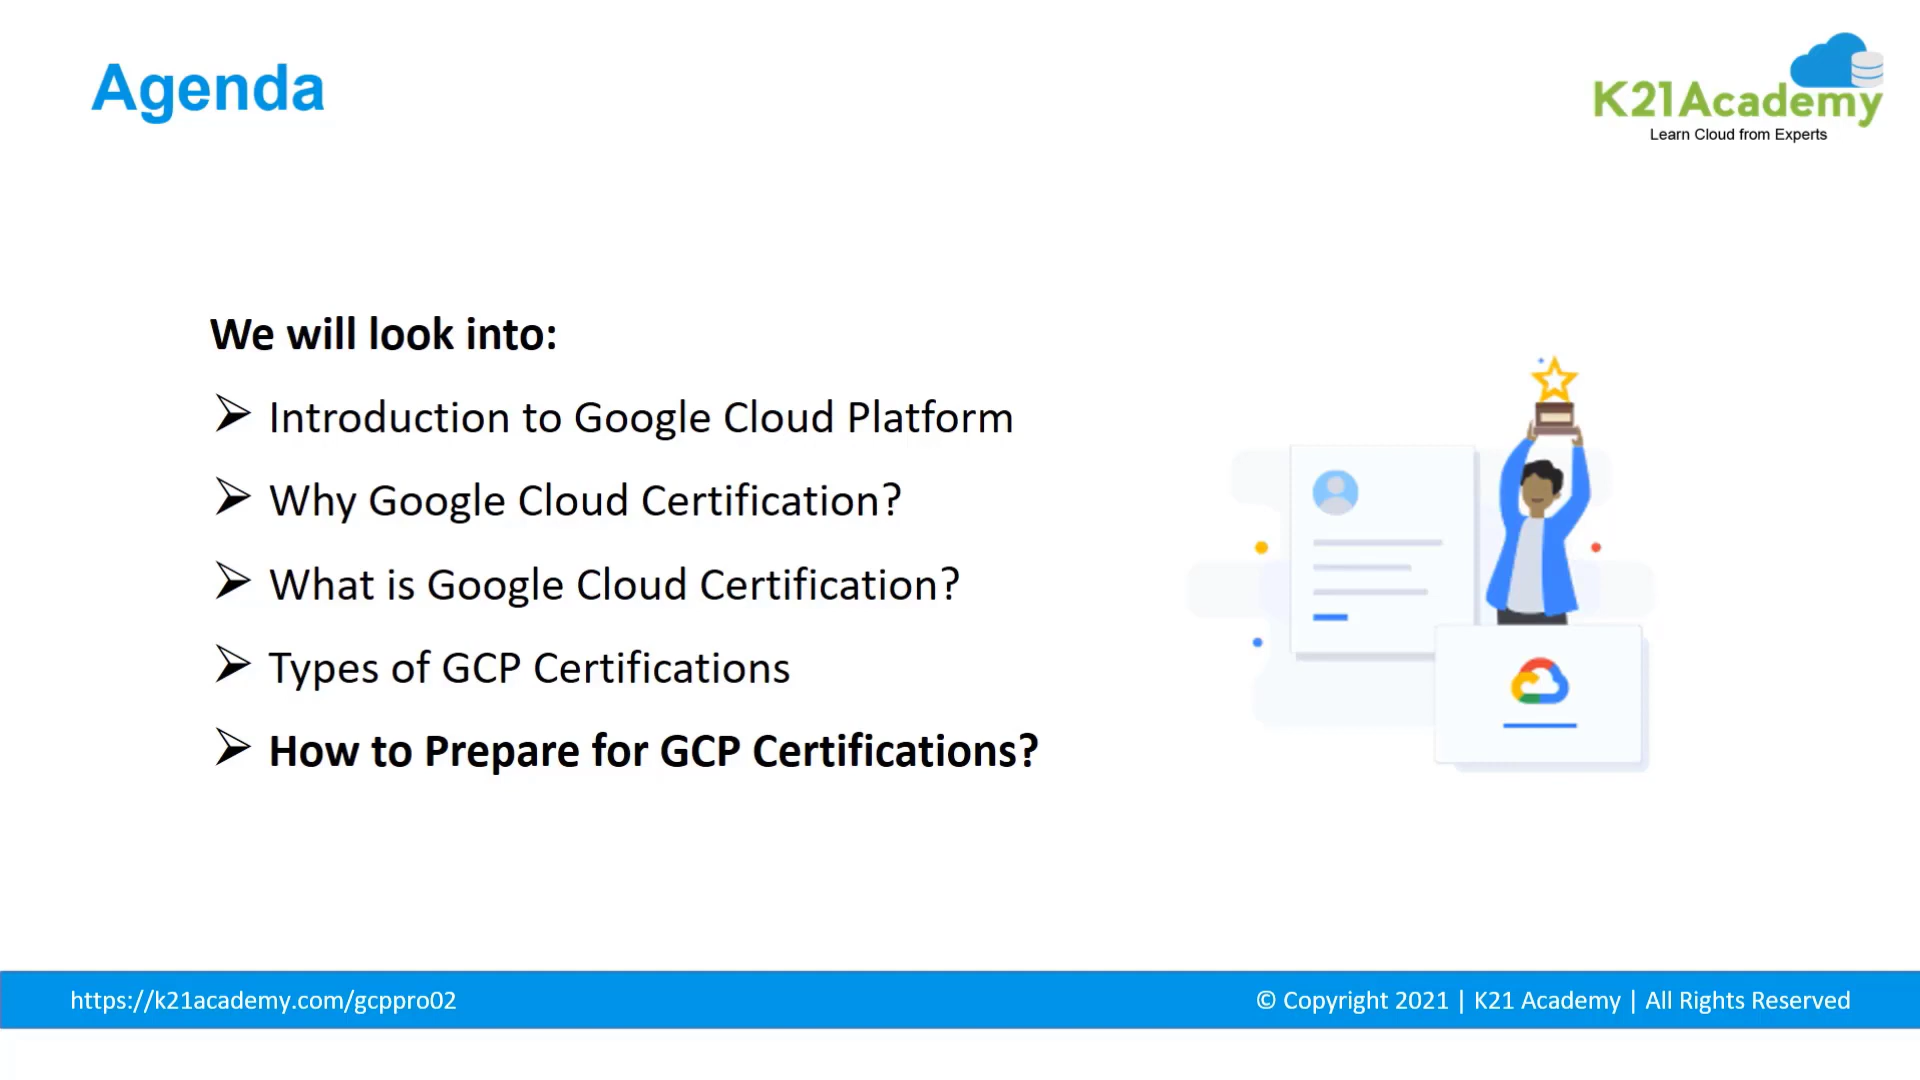 Agenda
K21Academy
Learn Cloud from Experts
We will look into:
➢ Introduction to Google Cloud Platform
➢ Why Google Cloud Certification?
➢ What is Google Cloud Certification?
➢ Types of GCP Certifications
➢ How to Prepare for GCP Certifications?
https://k21academy.com/gcppro02
© Copyright 2021 | K21 Academy | All Rights Reserved